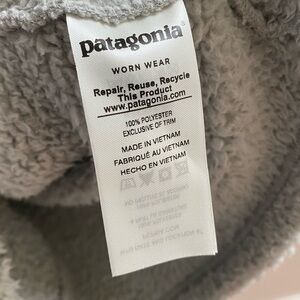 patagonia
WORN WEAR
Repair, Reuse, Recycle
This Product
www.patagonia.com
100% POLYESTER
EXCLUSIVE OF TRIM
MADE IN VIETNAM
FABRIQUÉ AU VIETNAM
HECHO EN VIETNAM